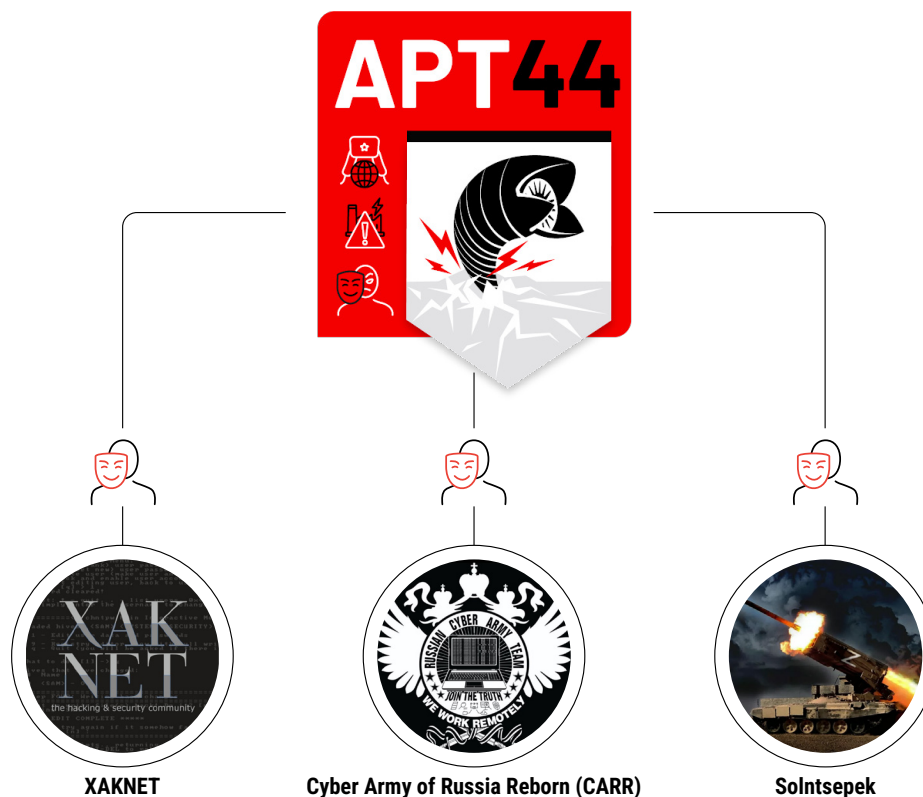 APT44
XAK
NET
the hacking & security community
RUSSIAN CYBER ARMY TEAM
JOIN THE TRUTH
WE WORK REMOTELY
Z
XAKNET
Cyber Army of Russia Reborn (CARR)
Solntsepek